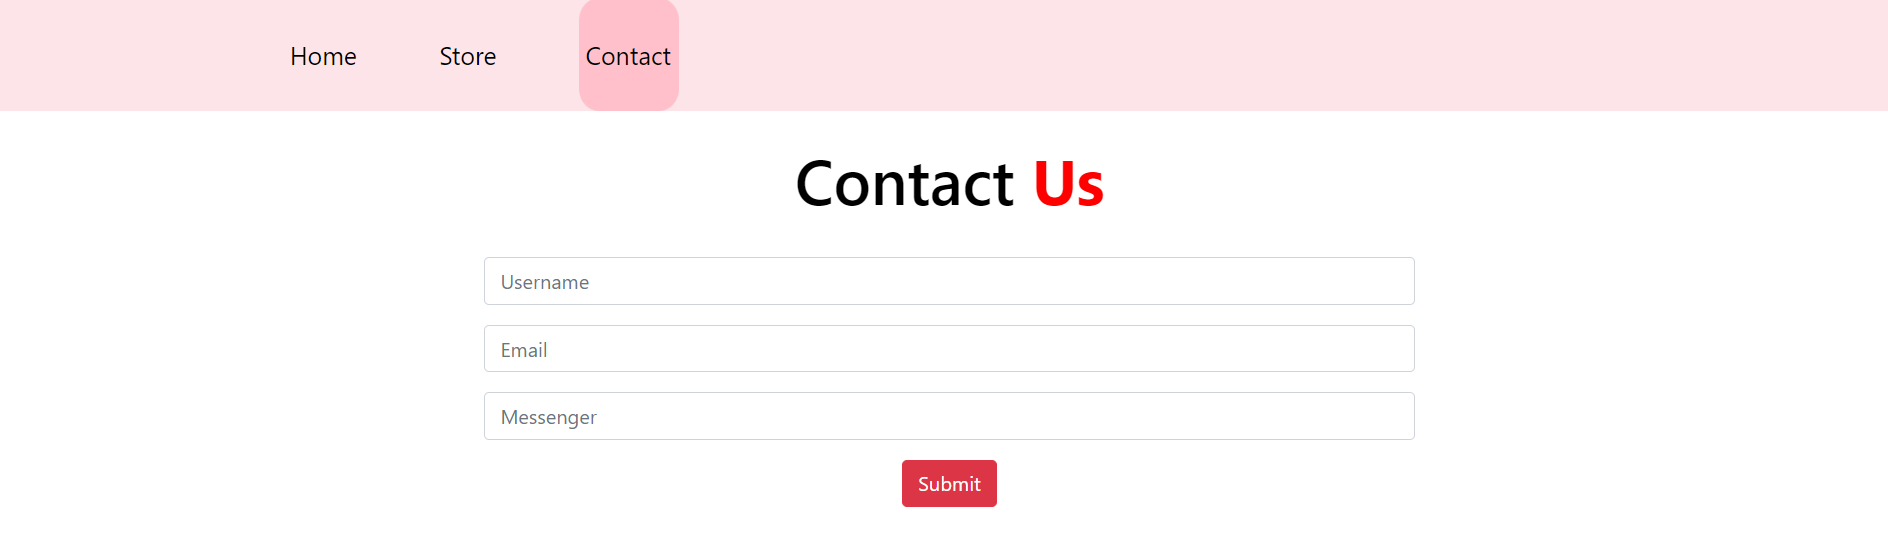 Home Store Contact
Contact Us
Username
Email
Messenger
Submit